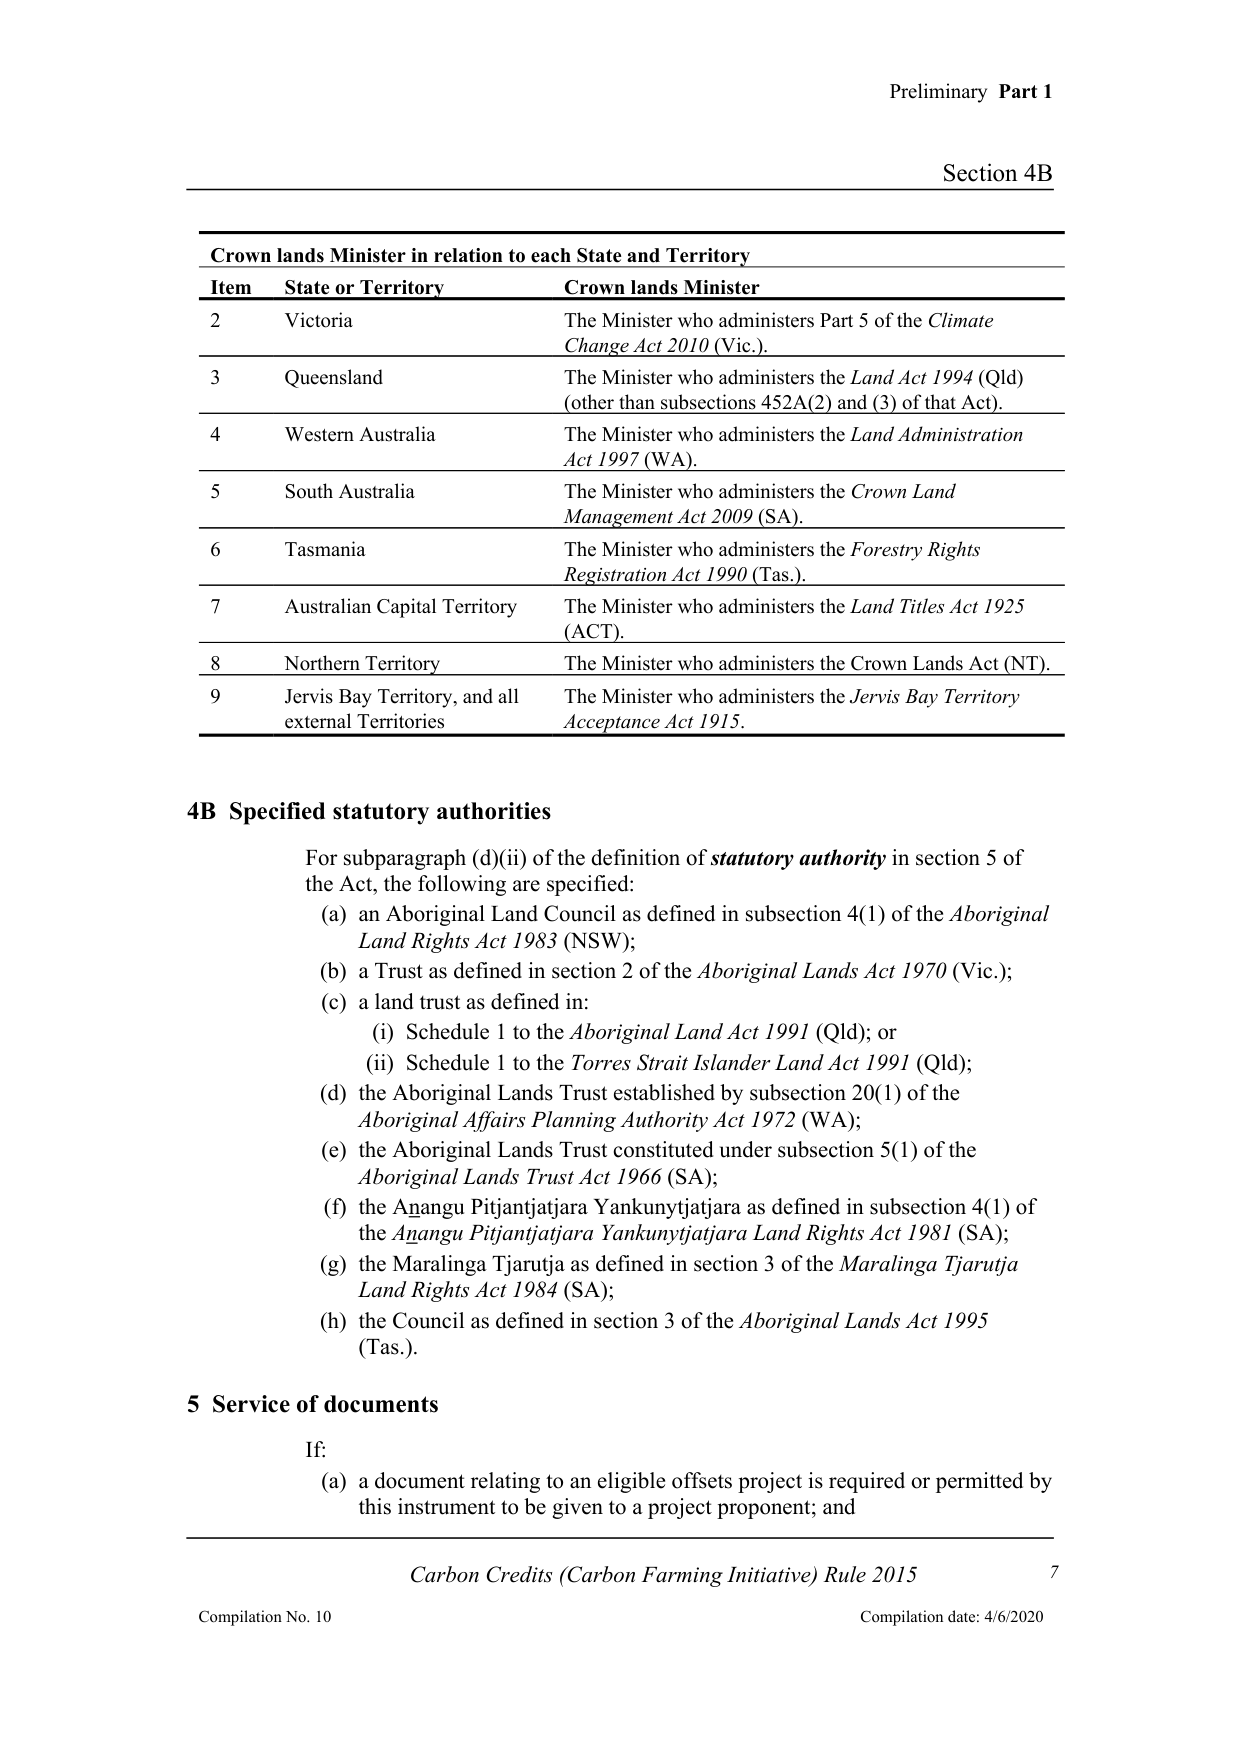 Preliminary Part 1
Section 4B
Crown lands Minister in relation to each State and Territory
Item State or Territory Crown lands Minister
2 Victoria The Minister who administers Part 5 of the Climate
Change Act 2010 (Vic.).
3 Queensland The Minister who administers the Land Act 1994 (Qld)
(other than subsections 452A(2) and (3) of that Act).
4 Western Australia The Minister who administers the Land Administration
Act 1997 (WA).
5 South Australia The Minister who administers the Crown Land
Management Act 2009 (SA).
6 Tasmania The Minister who administers the Forestry Rights
Registration Act 1990 (Tas.).
7 Australian Capital Territory The Minister who administers the Land Titles Act 1925
(ACT).
8 Northern Territory The Minister who administers the Crown Lands Act (NT).
9 Jervis Bay Territory, and all The Minister who administers the Jervis Bay Territory
external Territories Acceptance Act 1915.
4B Specified statutory authorities
For subparagraph (d)(ii) of the definition of statutory authority in section 5 of
the Act, the following are specified:
(a) an Aboriginal Land Council as defined in subsection 4(1) of the Aboriginal
Land Rights Act 1983 (NSW);
(b) a Trust as defined in section 2 of the Aboriginal Lands Act 1970 (Vic.);
(c) a land trust as defined in:
(i) Schedule 1 to the Aboriginal Land Act 1991 (Qld); or
(ii) Schedule 1 to the Torres Strait Islander Land Act 1991 (Qld);
(d) the Aboriginal Lands Trust established by subsection 20(1) of the
Aboriginal Affairs Planning Authority Act 1972 (WA);
(e) the Aboriginal Lands Trust constituted under subsection 5(1) of the
Aboriginal Lands Trust Act 1966 (SA);
(f) the Aṉangu Pitjantjatjara Yankunytjatjara as defined in subsection 4(1) of
the Aṉangu Pitjantjatjara Yankunytjatjara Land Rights Act 1981 (SA);
(g) the Maralinga Tjarutja as defined in section 3 of the Maralinga Tjarutja
Land Rights Act 1984 (SA);
(h) the Council as defined in section 3 of the Aboriginal Lands Act 1995
(Tas.).
5 Service of documents
If:
(a) a document relating to an eligible offsets project is required or permitted by
this instrument to be given to a project proponent; and
Carbon Credits (Carbon Farming Initiative) Rule 2015 7
Compilation No. 10 Compilation date: 4/6/2020